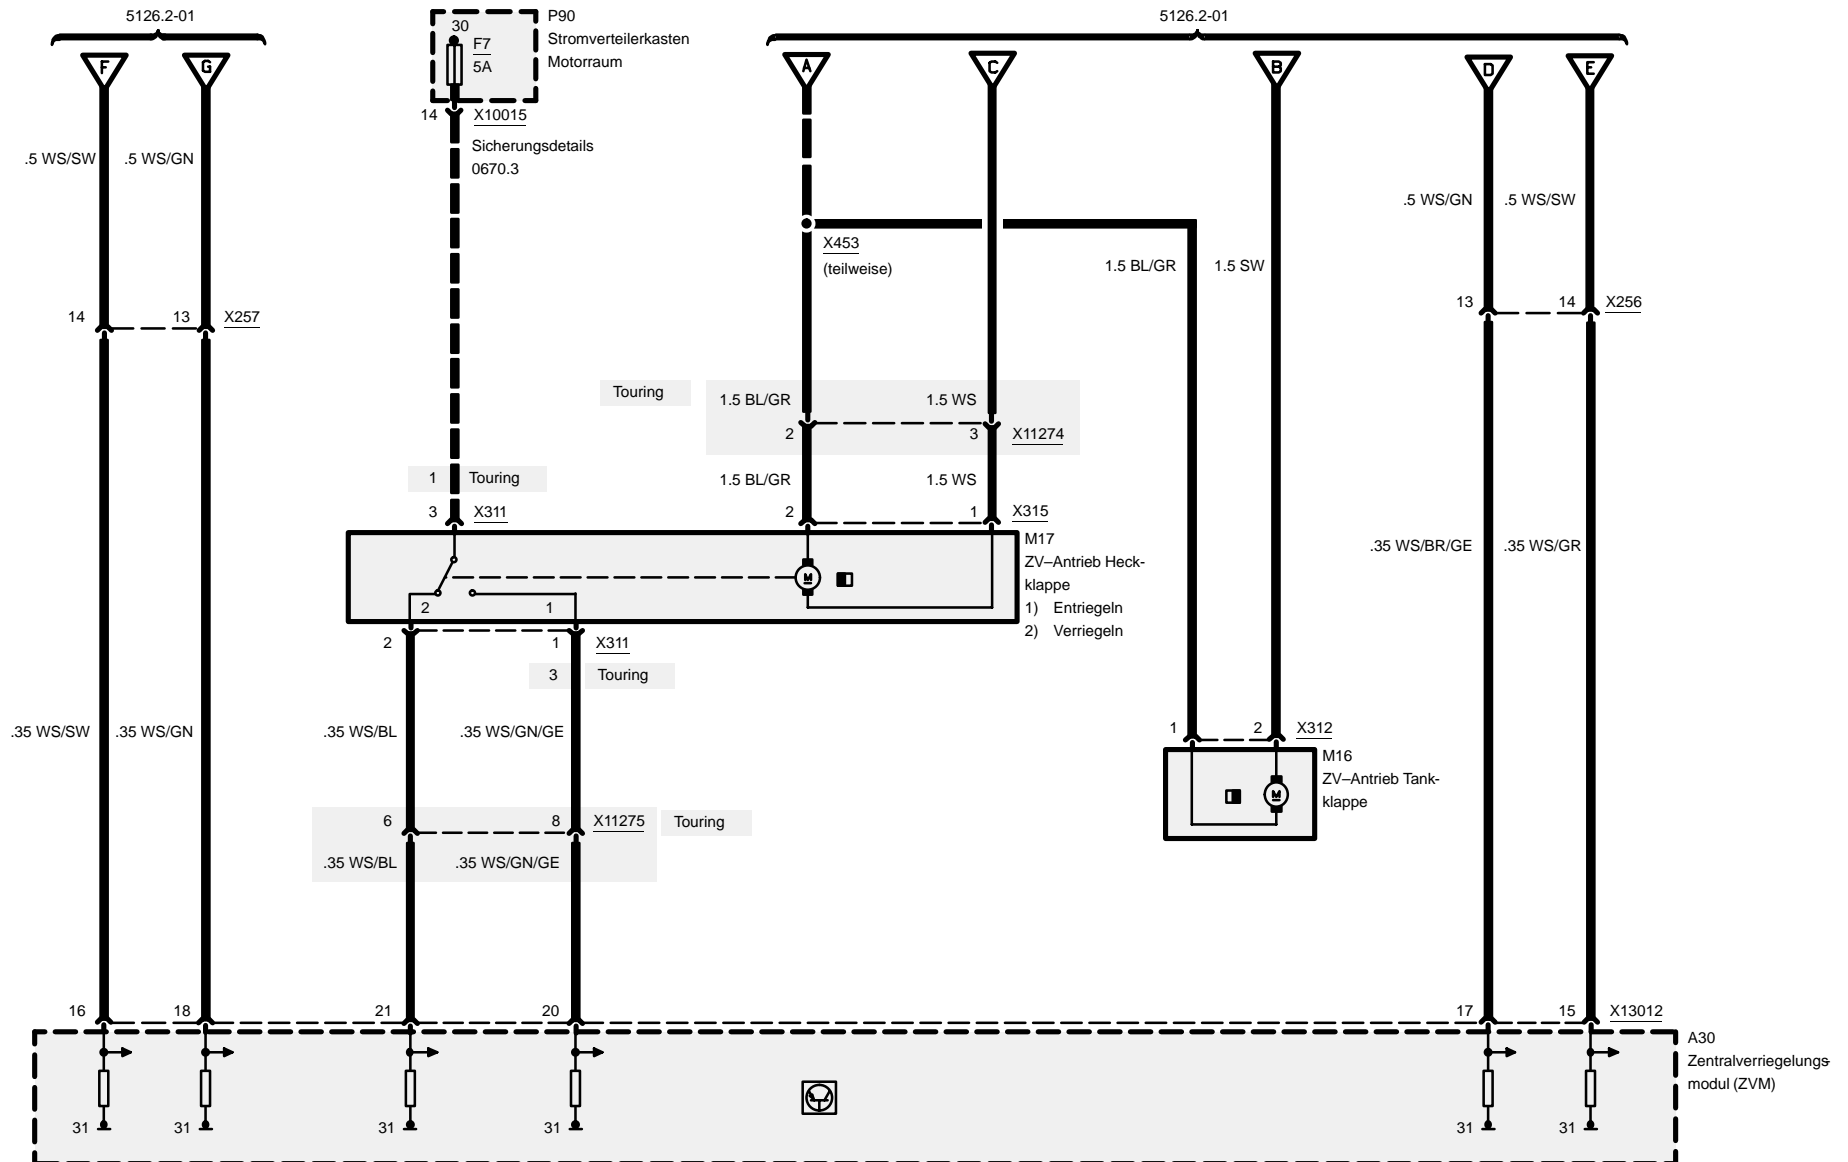 5126.2-01
F
G
.5 WS/SW
.5 WS/GN
14
13
X257
.35 WS/SW
.35 WS/GN
P90
Stromverteilerkasten
Motorraum
30
F7
5A
14
X10015
Sicherungsdetails
0670.3
1
Touring
3
X311
5126.2-01
A
C
B
D
E
X453
(teilweise)
1.5 BL/GR
1.5 SW
.5 WS/GN
.5 WS/SW
13
14
X256
Touring
1.5 BL/GR
1.5 WS
2
3
X11274
1.5 BL/GR
1.5 WS
2
1
X315
M17
ZV–Antrieb Heck-
klappe
1) Entriegeln
2) Verriegeln
M
2
1
2
1
X311
3
Touring
.35 WS/BL
.35 WS/GN/GE
6
8
X11275
Touring
.35 WS/BL
.35 WS/GN/GE
.35 WS/BR/GE
.35 WS/GR
1
2
X312
M16
ZV–Antrieb Tank-
klappe
M
16
18
21
20
17
15
X13012
A30
Zentralverriegelungs-
modul (ZVM)
31
31
31
31
31
31